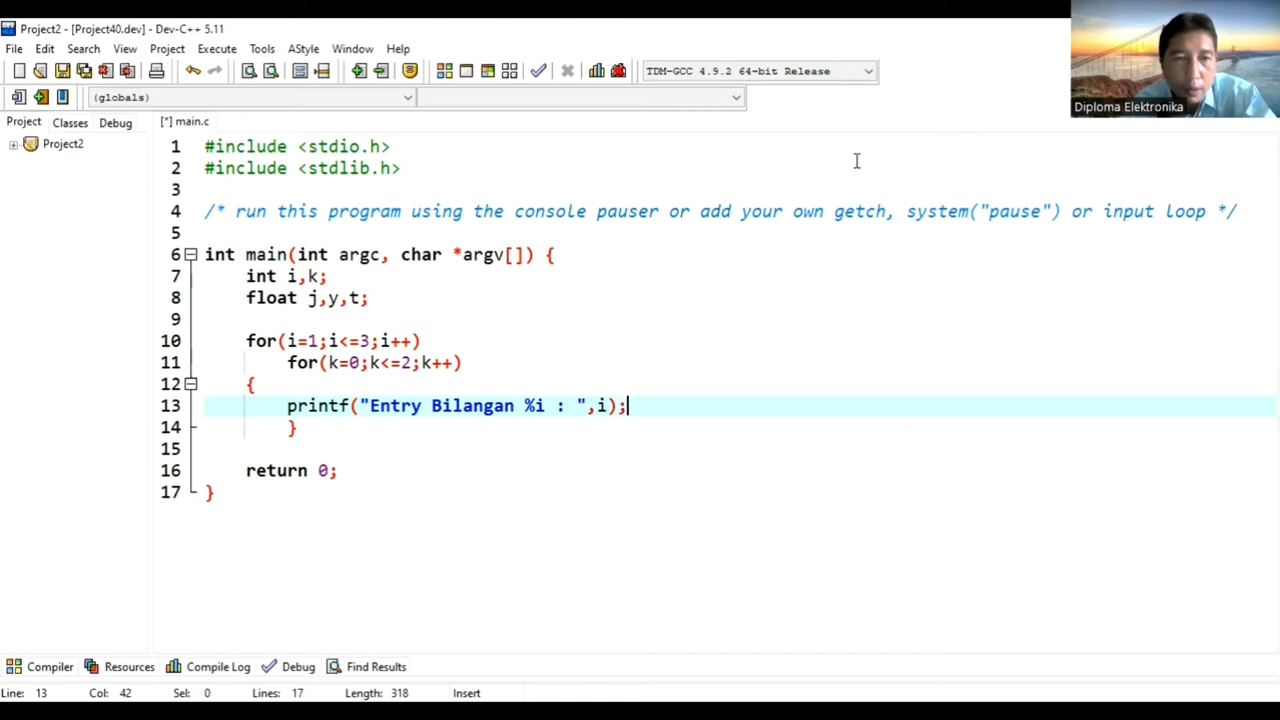 Project2 - [Project40.dev] - Dev-C++ 5.11
File Edit Search View Project Execute Tools AStyle Window Help
TDM-GCC 4.9.2 64-bit Release
(globals)
Diploma Elektronika
Project Classes Debug [*] main.c
Project2
1 #include <stdio.h>
2 #include <stdlib.h>
3
4 /* run this program using the console pauser or add your own getch, system("pause") or input loop */
5
6 int main(int argc, char *argv[]) {
7 int i,k;
8 float j,y,t;
9
10 for(i=1;i<=3;i++)
11 for(k=0;k<=2;k++)
12 {
13 printf("Entry Bilangan %i : ",i);
14 }
15
16 return 0;
17 }
Compiler Resources Compile Log Debug Find Results
Line: 13 Col: 42 Sel: 0 Lines: 17 Length: 318 Insert